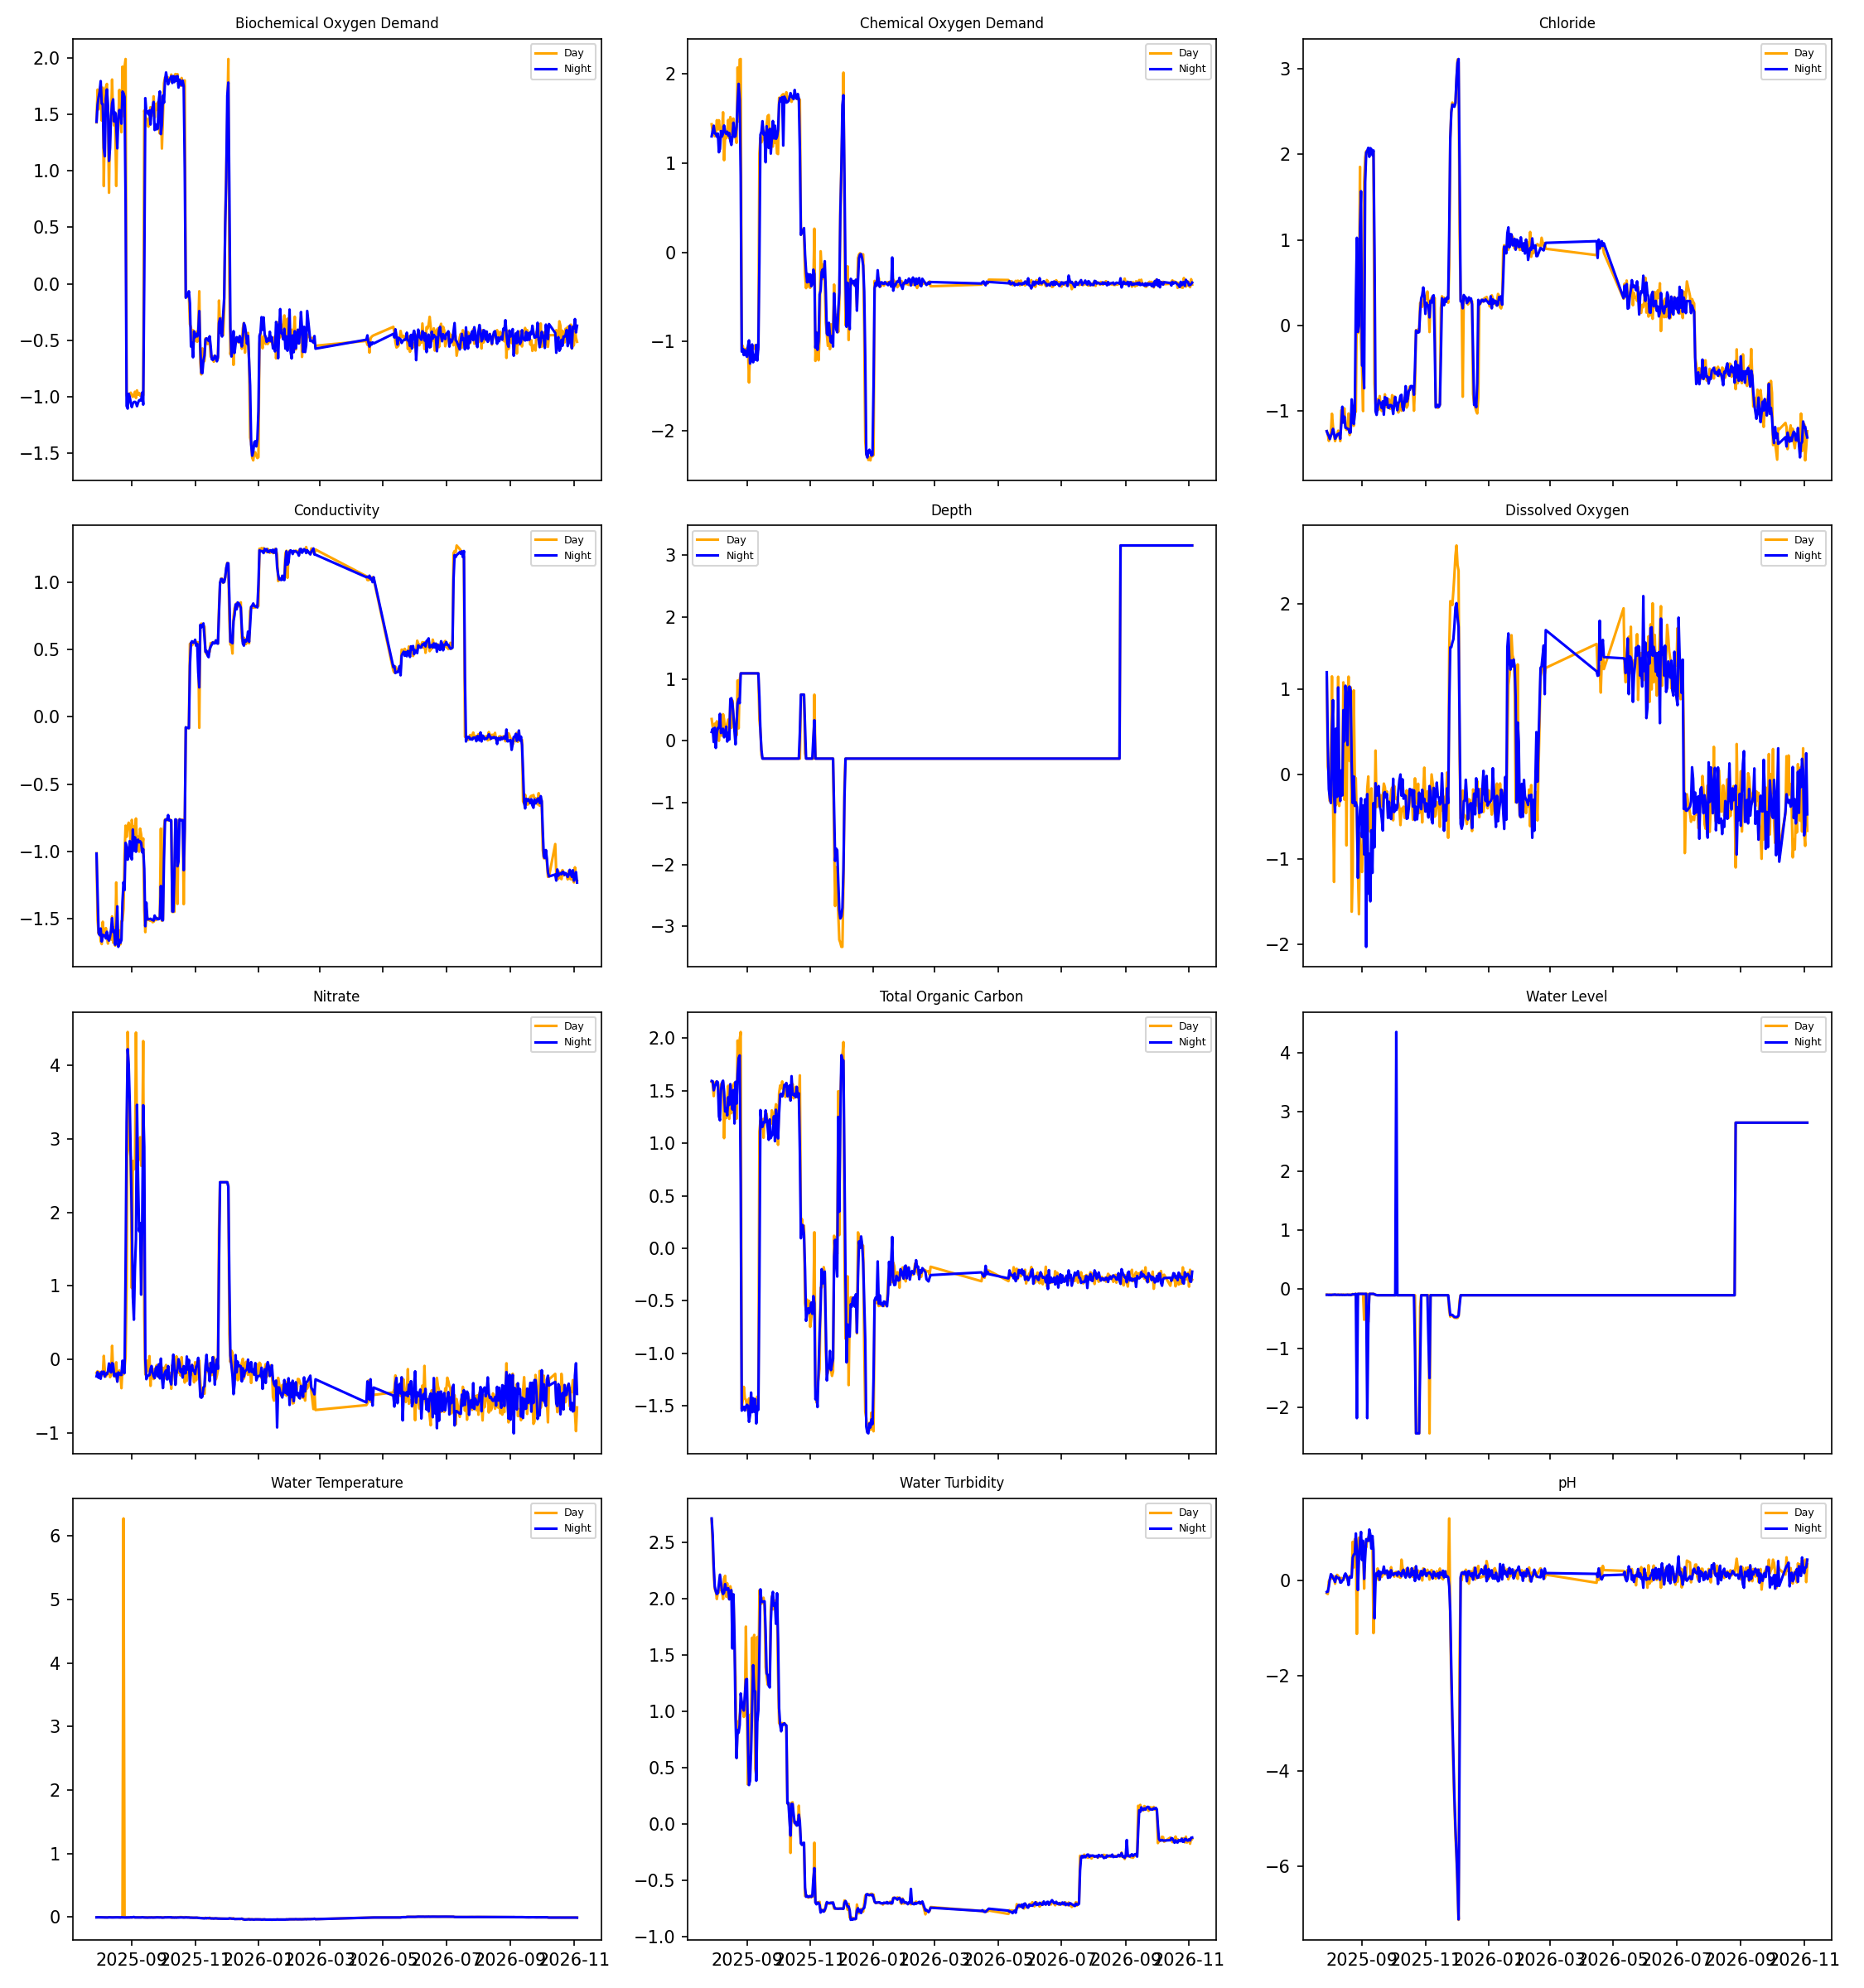 Biochemical Oxygen Demand
2.0
1.5
1.0
0.5
0.0
−0.5
−1.0
−1.5
Day
Night
Chemical Oxygen Demand
2
1
0
−1
−2
Day
Night
Chloride
3
2
1
0
−1
Day
Night
Conductivity
1.0
0.5
0.0
−0.5
−1.0
−1.5
Day
Night
Depth
3
2
1
0
−1
−2
−3
Day
Night
Dissolved Oxygen
2
1
0
−1
−2
Day
Night
Nitrate
4
3
2
1
0
−1
Day
Night
Total Organic Carbon
2.0
1.5
1.0
0.5
0.0
−0.5
−1.0
−1.5
Day
Night
Water Level
4
3
2
1
0
−1
−2
Day
Night
Water Temperature
6
5
4
3
2
1
0
Day
Night
2025-09 2025-11 2026-01 2026-03 2026-05 2026-07 2026-09 2026-11
Water Turbidity
2.5
2.0
1.5
1.0
0.5
0.0
−0.5
−1.0
Day
Night
2025-09 2025-11 2026-01 2026-03 2026-05 2026-07 2026-09 2026-11
pH
0
−2
−4
−6
Day
Night
2025-09 2025-11 2026-01 2026-03 2026-05 2026-07 2026-09 2026-11